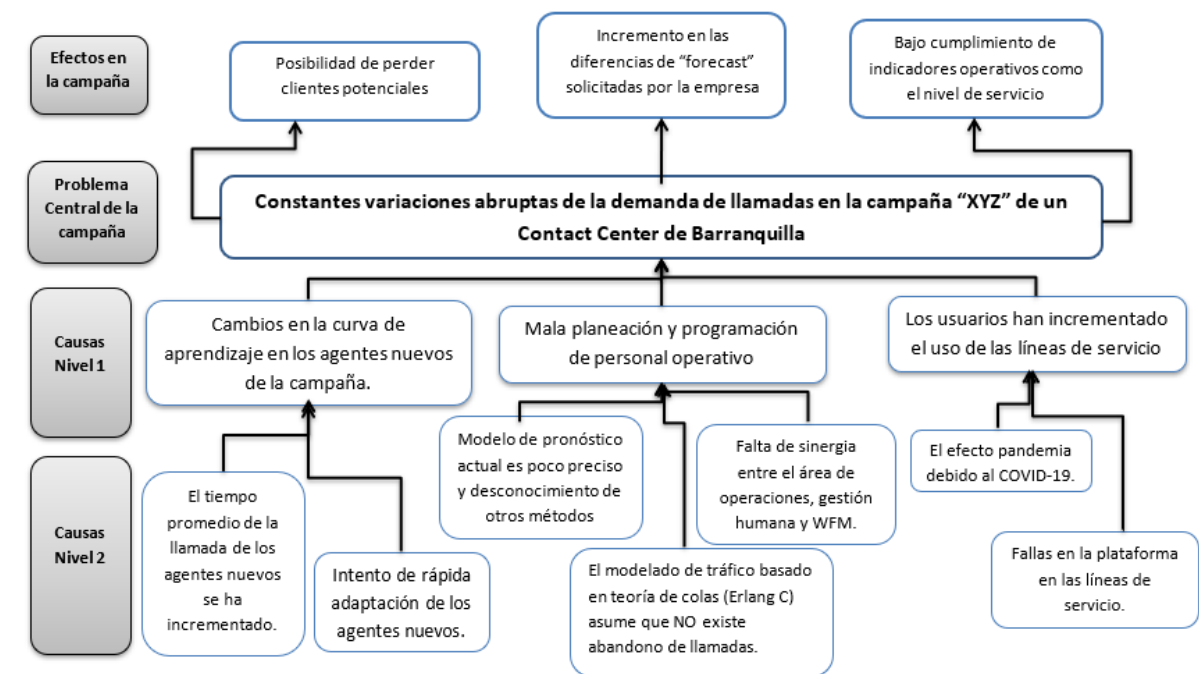 Efectos en
la campaña
Posibilidad de perder
clientes potenciales
Incremento en las
diferencias de “forecast”
solicitadas por la empresa
Bajo cumplimiento de
indicadores operativos como
el nivel de servicio
Problema
Central de la
campaña
Constantes variaciones abruptas de la demanda de llamadas en la campaña “XYZ” de un
Contact Center de Barranquilla
Causas
Nivel 1
Cambios en la curva de
aprendizaje en los agentes nuevos
de la campaña.
Mala planeación y programación
de personal operativo
Los usuarios han incrementado
el uso de las líneas de servicio
Causas
Nivel 2
El tiempo
promedio de la
llamada de los
agentes nuevos
se ha
incrementado.
Intento de rápida
adaptación de los
agentes nuevos.
Modelo de pronóstico
actual es poco preciso
y desconocimiento de
otros métodos
El modelado de tráfico basado
en teoría de colas (Erlang C)
asume que NO existe
abandono de llamadas.
Falta de sinergia
entre el área de
operaciones, gestión
humana y WFM.
El efecto pandemia
debido al COVID-19.
Fallas en la plataforma
en las líneas de
servicio.